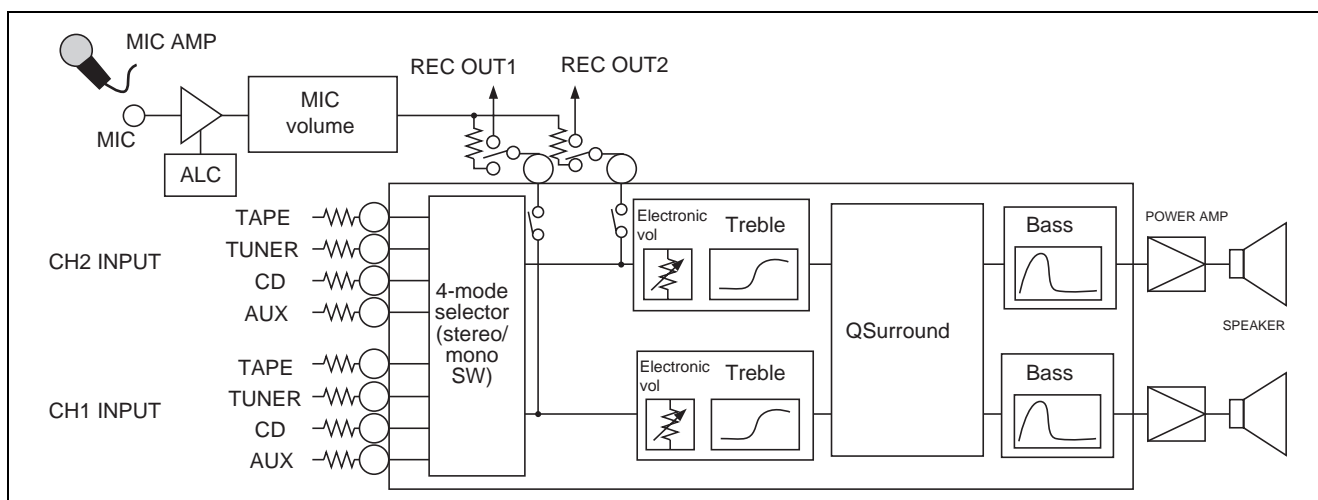 MIC AMP
REC OUT1
REC OUT2
MIC
volume
MIC
ALC
CH2 INPUT
TAPE
TUNER
CD
AUX
CH1 INPUT
TAPE
TUNER
CD
AUX
4-mode
selector
(stereo/
mono
SW)
Electronic
vol
Treble
Electronic
vol
Treble
QSurround
Bass
Bass
POWER AMP
SPEAKER